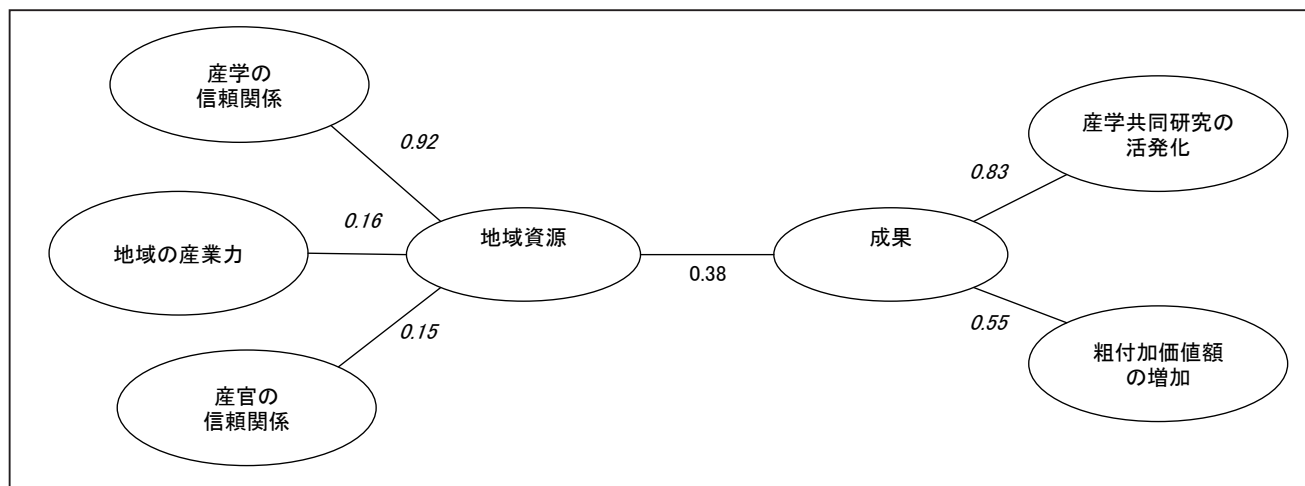 産学の
信頼関係
0.92
地域の産業力
0.16
産官の
信頼関係
0.15
地域資源
0.38
成果
0.83
産学共同研究の
活発化
0.55
粗付加価値額
の増加